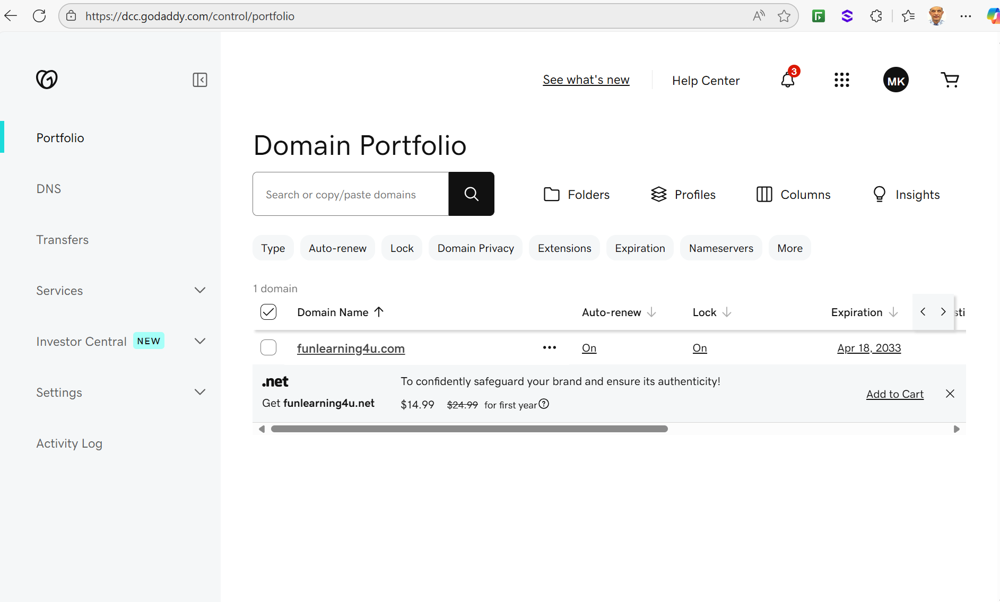 https://dcc.godaddy.com/control/portfolio
See what's new
Help Center
3
MK
Portfolio
DNS
Transfers
Services
Investor Central NEW
Settings
Activity Log
Domain Portfolio
Search or copy/paste domains
Folders
Profiles
Columns
Insights
Type
Auto-renew
Lock
Domain Privacy
Extensions
Expiration
Nameservers
More
1 domain
Domain Name Auto-renew Lock Expiration
funlearning4u.com On On Apr 18, 2033
.net
Get funlearning4u.net
To confidently safeguard your brand and ensure its authenticity!
$14.99 $24.99 for first year
Add to Cart